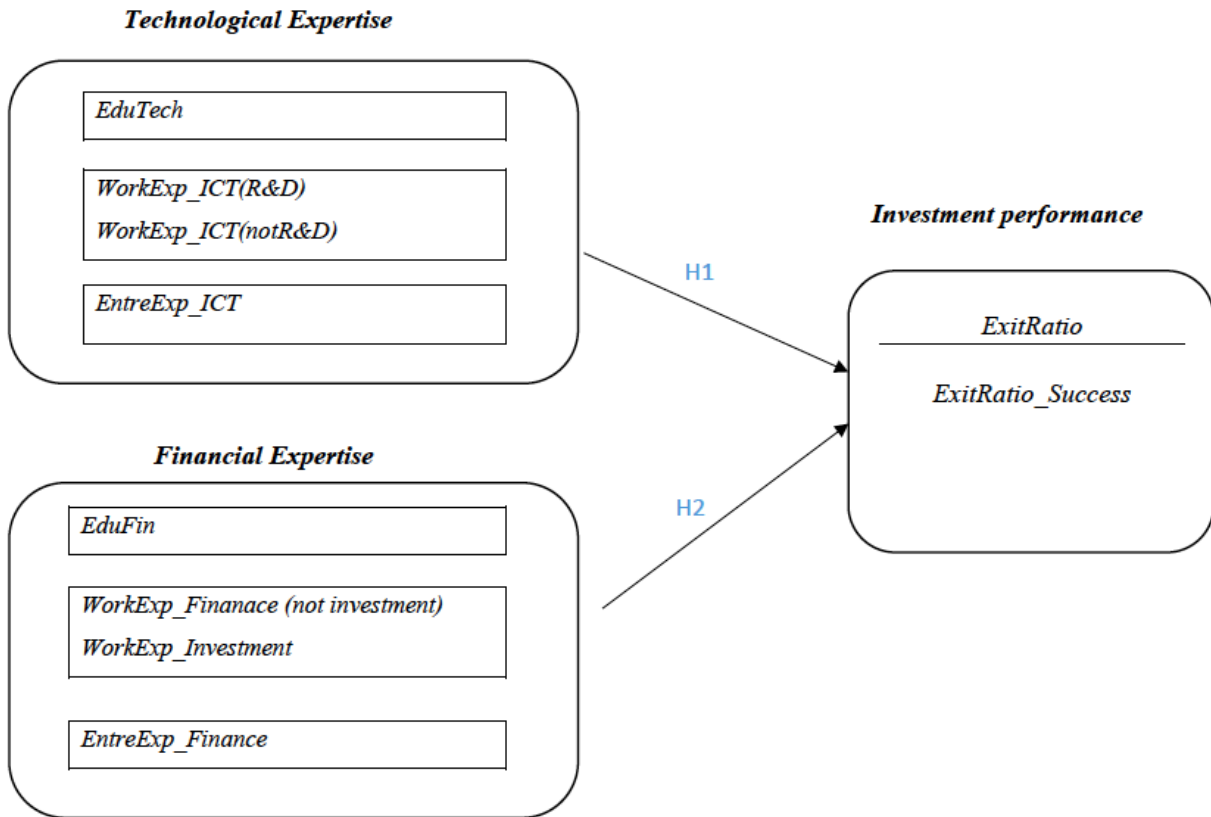 Technological Expertise
EduTech
WorkExp_ICT(R&D)
WorkExp_ICT(notR&D)
EntreExp_ICT
Investment performance
H1
ExitRatio
ExitRatio_Success
Financial Expertise
EduFin
H2
WorkExp_Finanace (not investment)
WorkExp_Investment
EntreExp_Finance